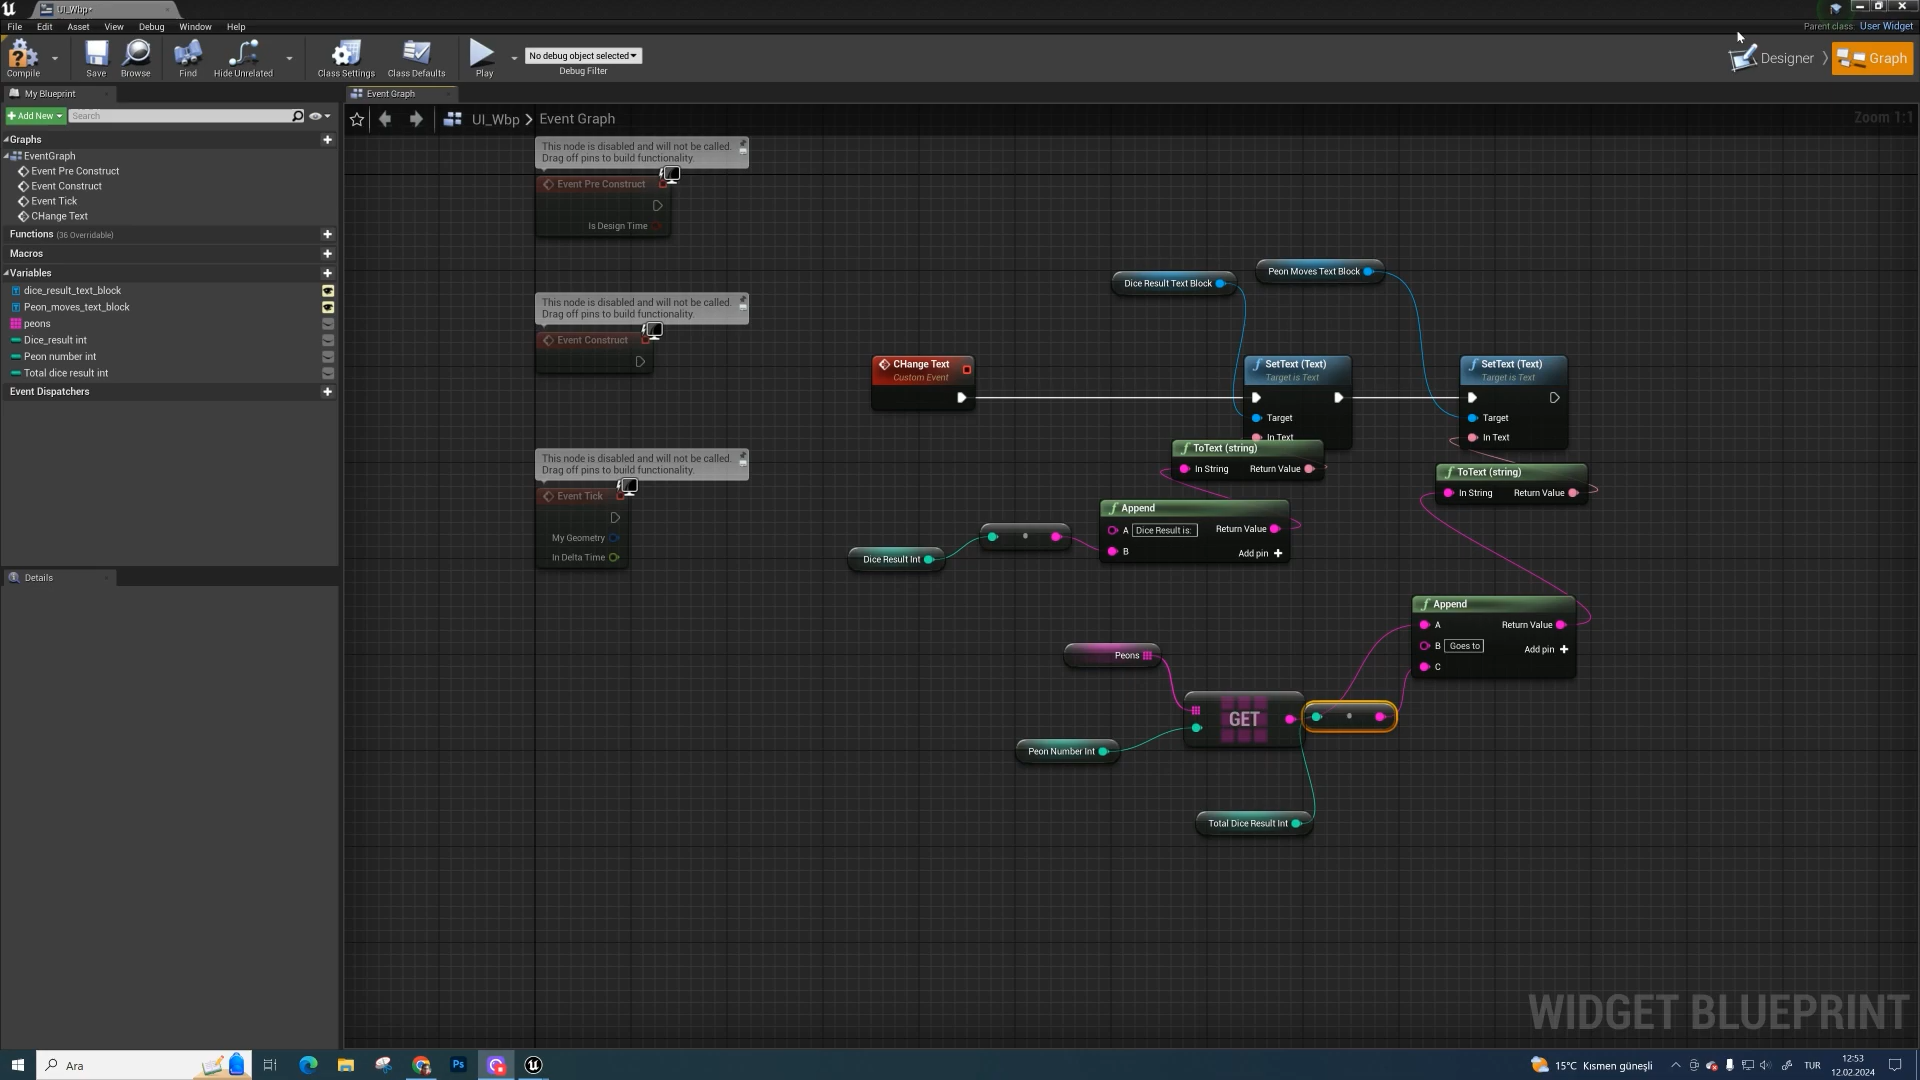 UI_Wbp*
File Edit Asset View Debug Window Help
Parent class: User Widget
Compile Save Browse Find Hide Unrelated Class Settings Class Defaults Play
No debug object selected
Debug Filter
Designer Graph
My Blueprint
Event Graph
Add New
Search
UI_Wbp > Event Graph
Zoom 1:1
Graphs
EventGraph
Event Pre Construct
Event Construct
Event Tick
CHange Text
Functions (36 Overridable)
Macros
Variables
dice_result_text_block
Peon_moves_text_block
peons
Dice_result int
Peon number int
Total dice result int
Event Dispatchers
Details
This node is disabled and will not be called.
Drag off pins to build functionality.
Event Pre Construct
Is Design Time
This node is disabled and will not be called.
Drag off pins to build functionality.
Event Construct
This node is disabled and will not be called.
Drag off pins to build functionality.
Event Tick
My Geometry
In Delta Time
Dice Result Text Block
Peon Moves Text Block
CHange Text
Custom Event
SetText (Text)
Target is Text
Target
In Text
SetText (Text)
Target is Text
Target
In Text
ToText (string)
In String Return Value
ToText (string)
In String Return Value
Append
A Dice Result is: Return Value
B Add pin +
Dice Result Int
Append
A Return Value
B Goes to Add pin +
C
Peons
GET
Peon Number Int
Total Dice Result Int
WIDGET BLUEPRINT
Ara
Ps
15°C Kısmen güneşli
TUR
12:53
12.02.2024